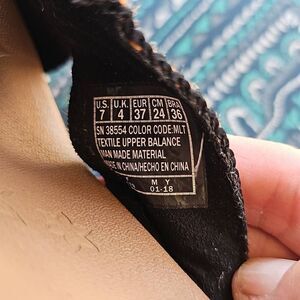 U.S. U.K. EUR CM BRA
7 4 37 24 36
SN 38554 COLOR CODE:MLT
TEXTILE UPPER BALANCE
MAN MADE MATERIAL
IN CHINA/HECHO EN CHINA
M Y
01-18